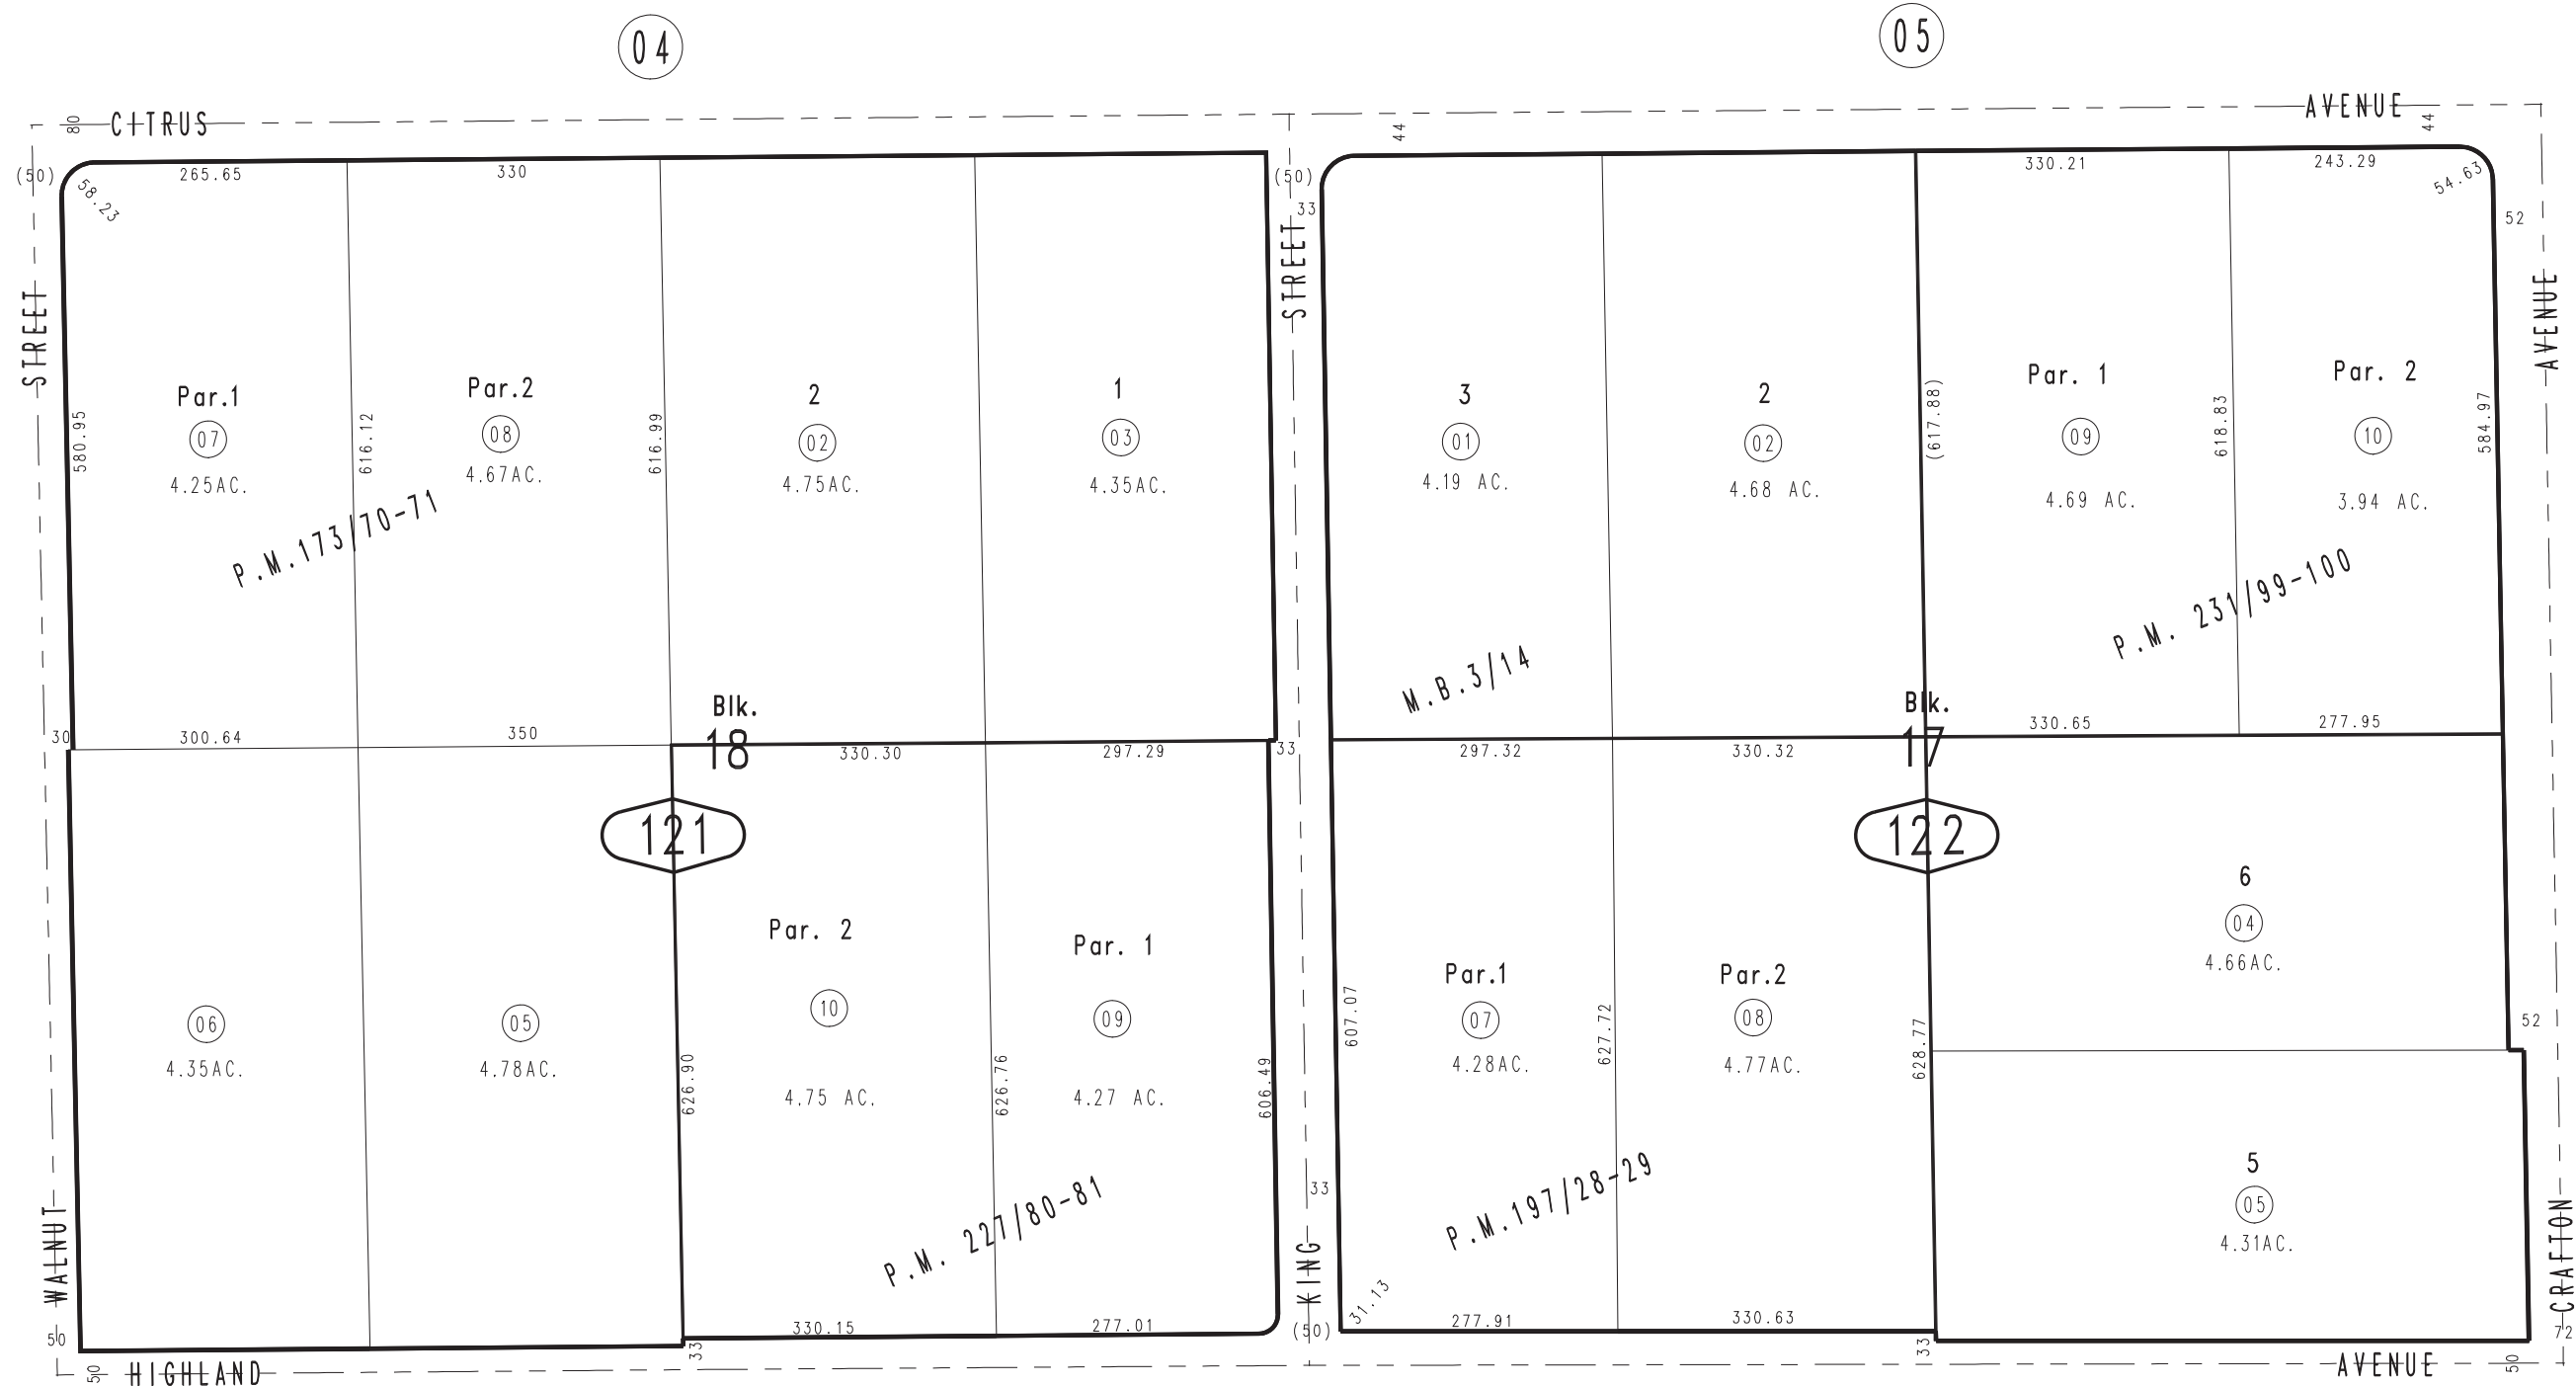 04
05
CITRUS
AVENUE
80
44
44
(50)
265.65
330
(50)
330.21
243.29
58.23
54.63
33
52
STREET
STREET
AVENUE
Par.1
Par.2
2
1
3
2
Par. 1
Par. 2
07
08
02
03
01
02
09
10
4.25AC.
4.67AC.
4.75AC.
4.35AC.
4.19 AC.
4.68 AC.
4.69 AC.
3.94 AC.
580.95
616.12
616.99
(617.88)
618.83
584.97
P.M.173/70-71
P.M. 231/99-100
M.B.3/14
Blk.
18
Blk.
17
30
300.64
350
330.30
297.29
33
297.32
330.32
330.65
277.95
121
122
6
04
4.66AC.
Par. 2
Par. 1
Par.1
Par.2
06
05
10
09
07
08
4.35AC.
4.78AC.
4.75 AC.
4.27 AC.
4.28AC.
4.77AC.
626.90
626.76
606.49
607.07
627.72
628.77
52
5
05
4.31AC.
33
P.M. 227/80-81
P.M.197/28-29
WALNUT
KING
CRAFTON
31.13
50
330.15
277.01
(50)
277.91
330.63
72
50
33
33
50
HIGHLAND
AVENUE